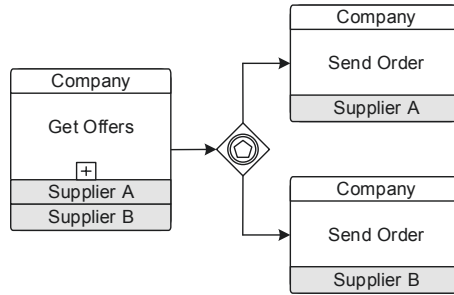 Company
Get Offers
Supplier A
Supplier B
Company
Send Order
Supplier A
Company
Send Order
Supplier B